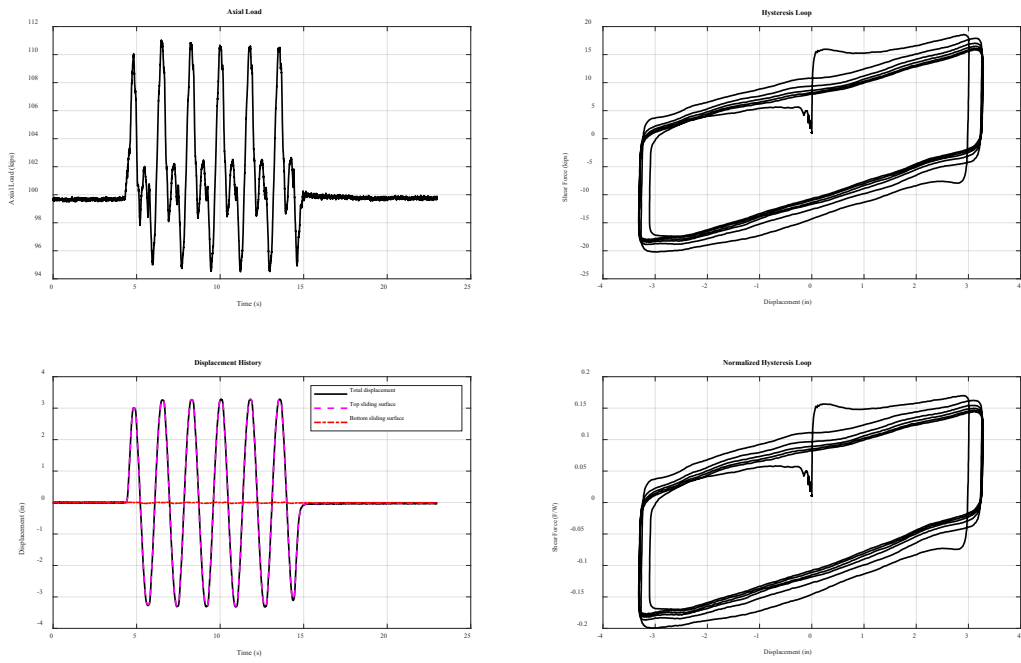 Axial Load
112
110
108
106
104
102
100
98
96
94
Axial Load (kips)
0 5 10 15 20 25
Time (s)
Hysteresis Loop
20
15
10
5
0
-5
-10
-15
-20
-25
Shear Force (kips)
-4 -3 -2 -1 0 1 2 3 4
Displacement (in)
Displacement History
4
3
2
1
0
-1
-2
-3
-4
Displacement (in)
Total displacement
Top sliding surface
Bottom sliding surface
0 5 10 15 20 25
Time (s)
Normalized Hysteresis Loop
0.2
0.15
0.1
0.05
0
-0.05
-0.1
-0.15
-0.2
Shear Force (F/W)
-4 -3 -2 -1 0 1 2 3 4
Displacement (in)